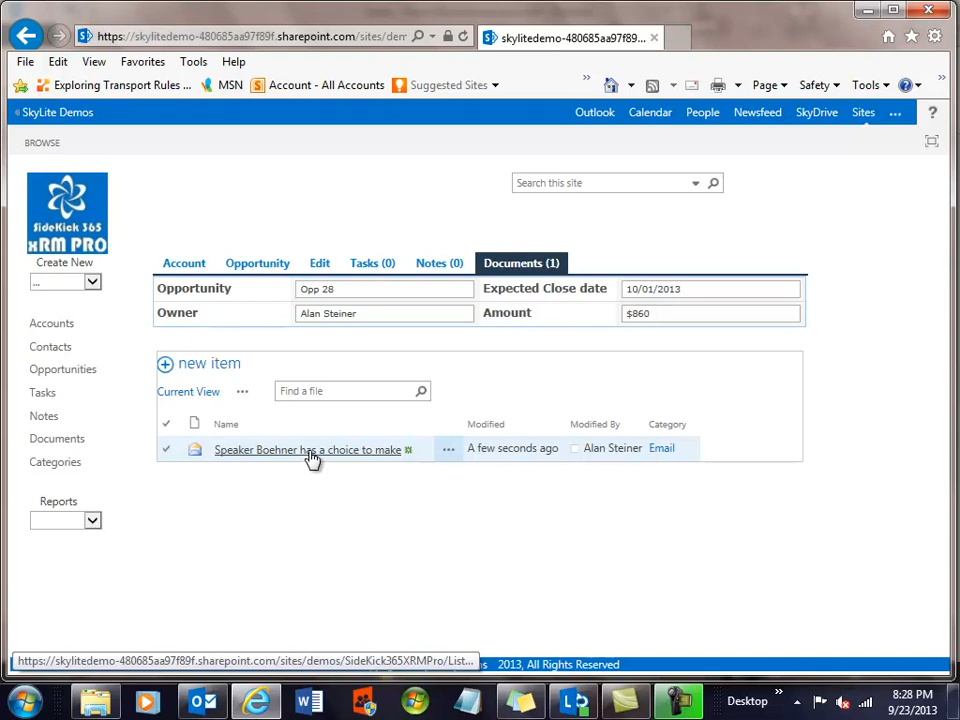 https://skylitedemo-480685aa97f89f.sharepoint.com/sites/dem
skylitedemo-480685aa97f89f...
File Edit View Favorites Tools Help
Exploring Transport Rules ... MSN Account - All Accounts Suggested Sites Page Safety Tools
SkyLite Demos Outlook Calendar People Newsfeed SkyDrive Sites ... ?
BROWSE
SideKick 365
xRM PRO
Search this site
Create New
...
Account Opportunity Edit Tasks (0) Notes (0) Documents (1)
Opportunity Opp 28 Expected Close date 10/01/2013
Owner Alan Steiner Amount $860
Accounts
Contacts
Opportunities
Tasks
Notes
Documents
Categories
Reports
new item
Current View ... Find a file
Name Modified Modified By Category
Speaker Boehner has a choice to make ... A few seconds ago Alan Steiner Email
https://skylitedemo-480685aa97f89f.sharepoint.com/sites/demos/SideKick365XRMPro/List...
2013, All Rights Reserved
Desktop
8:28 PM
9/23/2013